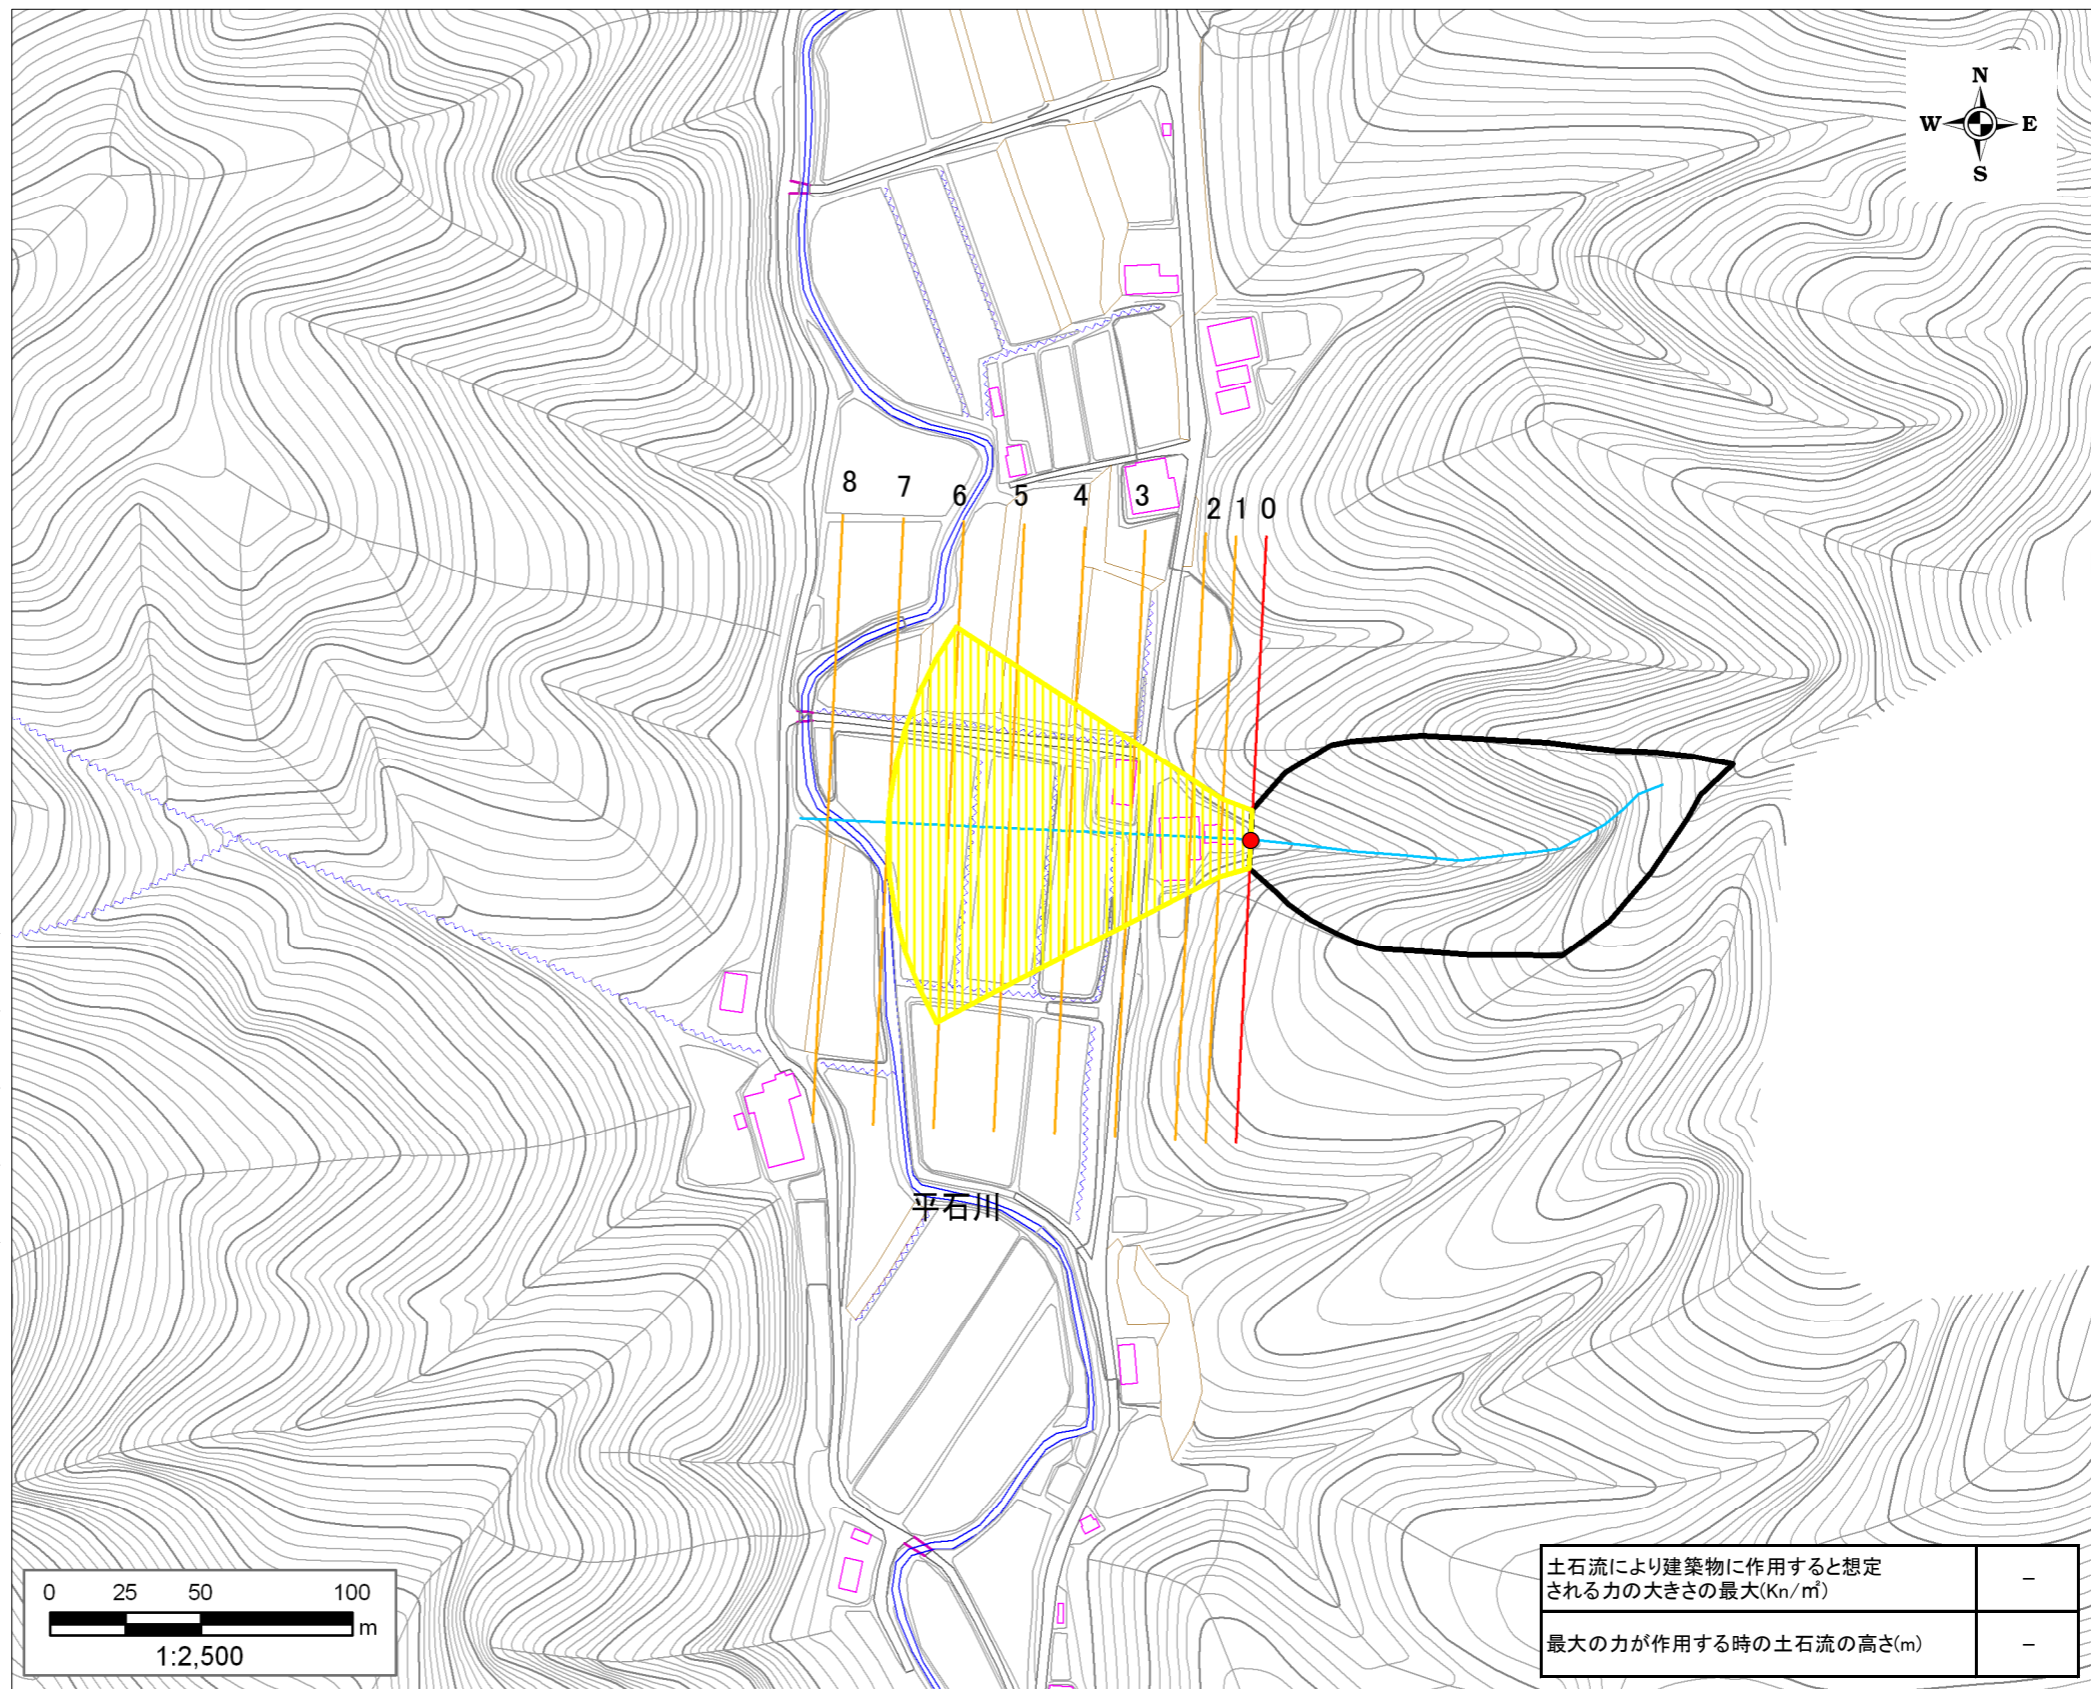 N
W E
S
8 7 6 5 4 3 2 1 0
平石川
0 25 50 100
m
1:2,500
土石流により建築物に作用すると想定
される力の大きさの最大(Kn/㎡) −
最大の力が作用する時の土石流の高さ(m) −